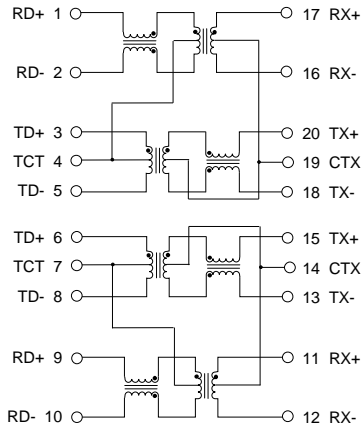 RD+ 1 17 RX+
RD- 2 16 RX-
TD+ 3 20 TX+
TCT 4 19 CTX
TD- 5 18 TX-
TD+ 6 15 TX+
TCT 7 14 CTX
TD- 8 13 TX-
RD+ 9 11 RX+
RD- 10 12 RX-